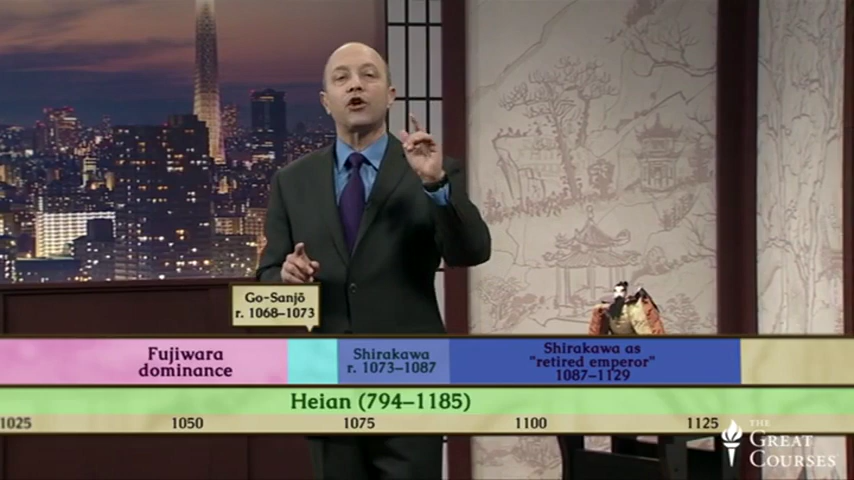 Go-Sanjō
r. 1068–1073
Fujiwara
dominance
Shirakawa
r. 1073–1087
Shirakawa as
"retired emperor"
1087–1129
Heian (794–1185)
1025
1050
1075
1100
1125
THE
GREAT
COURSES®